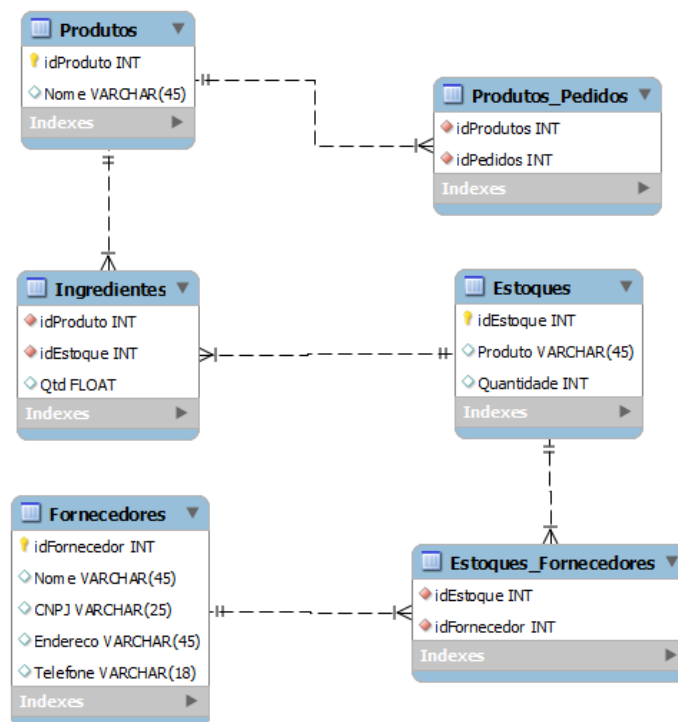 Produtos
idProduto INT
Nome VARCHAR(45)
Indexes
Produtos_Pedidos
idProdutos INT
idPedidos INT
Indexes
Ingredientes
idProduto INT
idEstoque INT
Qtd FLOAT
Indexes
Estoques
idEstoque INT
Produto VARCHAR(45)
Quantidade INT
Indexes
Fornecedores
idFornecedor INT
Nome VARCHAR(45)
CNPJ VARCHAR(25)
Endereco VARCHAR(45)
Telefone VARCHAR(18)
Indexes
Estoques_Fornecedores
idEstoque INT
idFornecedor INT
Indexes